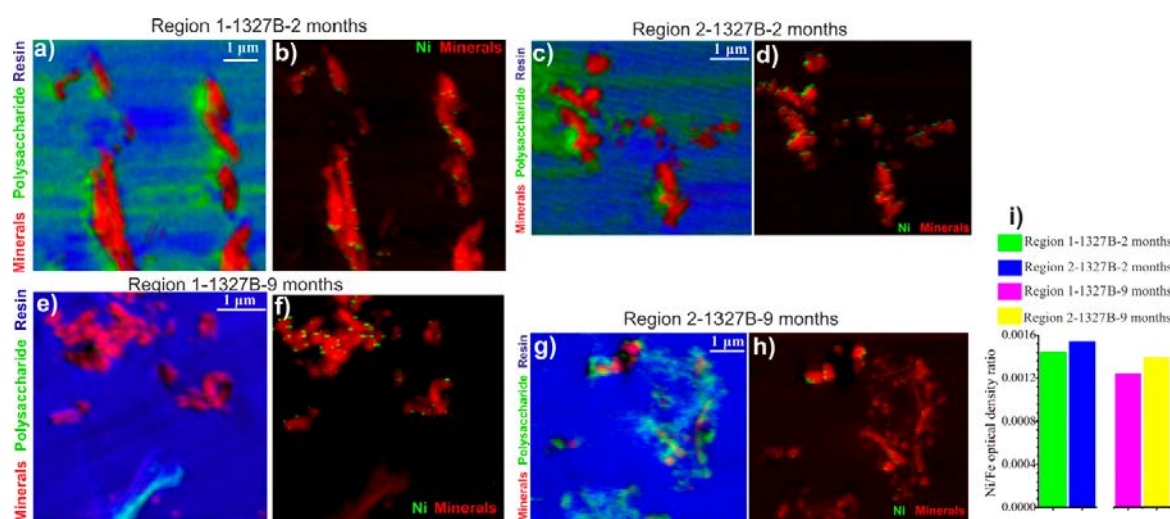 Region 1-1327B-2 months
Region 2-1327B-2 months
Minerals Polysaccharide Resin
a)
1 µm
b)
Ni Minerals
Minerals Polysaccharide Resin
c)
1 µm
d)
Ni Minerals
Region 1-1327B-9 months
Region 2-1327B-9 months
Minerals Polysaccharide Resin
e)
1 µm
f)
Minerals Polysaccharide Resin
g)
1 µm
h)
Ni Minerals
i)
Region 1-1327B-2 months
Region 2-1327B-2 months
Region 1-1327B-9 months
Region 2-1327B-9 months
Ni/Fe optical density ratio
0.0016
0.0012
0.0008
0.0004
0.0000